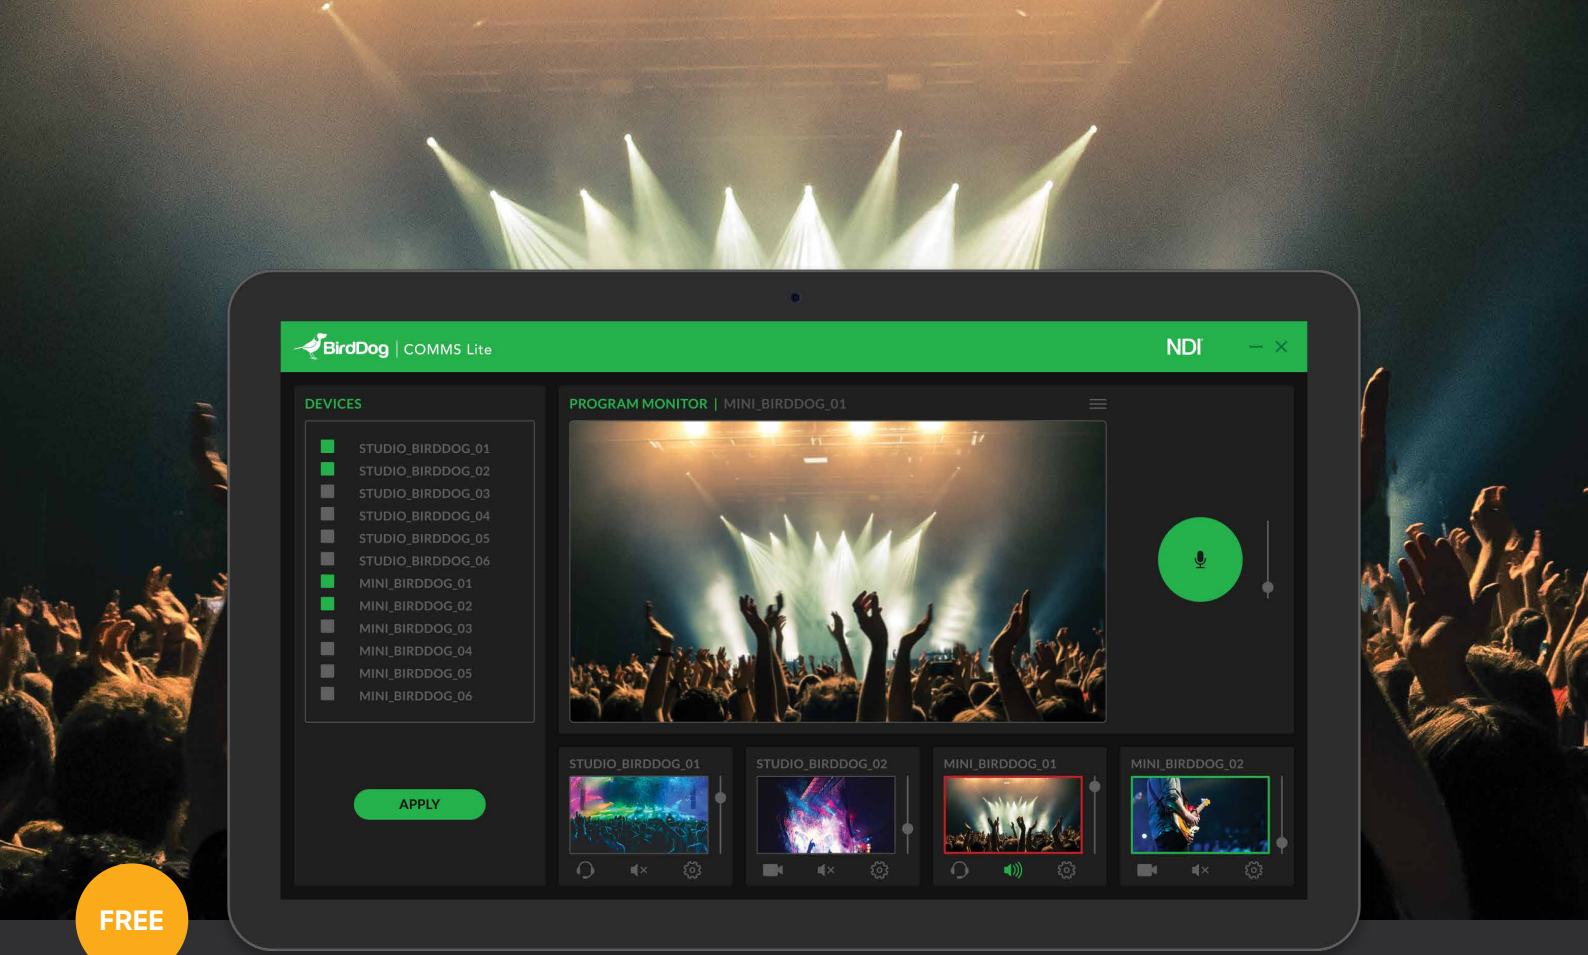 BirdDog | COMMS Lite
NDI
DEVICES
STUDIO_BIRDDOG_01
STUDIO_BIRDDOG_02
STUDIO_BIRDDOG_03
STUDIO_BIRDDOG_04
STUDIO_BIRDDOG_05
STUDIO_BIRDDOG_06
MINI_BIRDDOG_01
MINI_BIRDDOG_02
MINI_BIRDDOG_03
MINI_BIRDDOG_04
MINI_BIRDDOG_05
MINI_BIRDDOG_06
APPLY
PROGRAM MONITOR | MINI_BIRDDOG_01
STUDIO_BIRDDOG_01
STUDIO_BIRDDOG_02
MINI_BIRDDOG_01
MINI_BIRDDOG_02
FREE